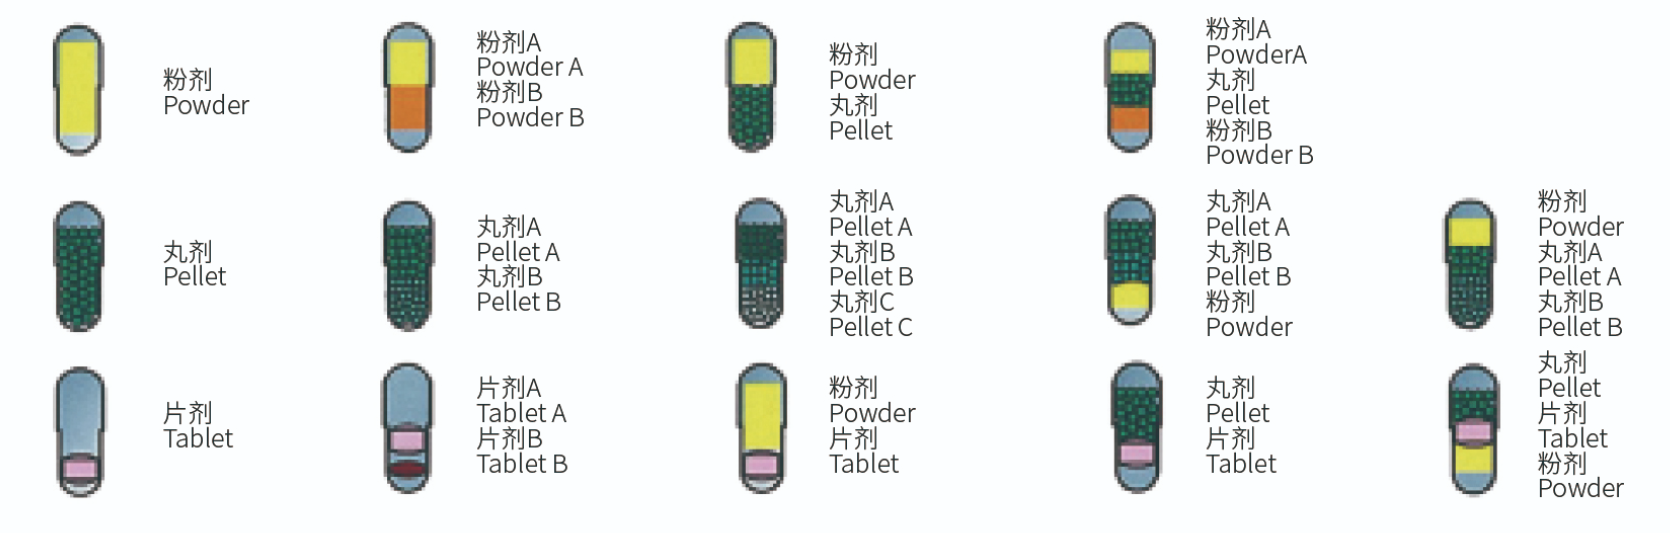 粉剂
Powder
粉剂A
Powder A
粉剂B
Powder B
粉剂
Powder
丸剂
Pellet
粉剂A
PowderA
丸剂
Pellet
粉剂B
Powder B
丸剂
Pellet
丸剂A
Pellet A
丸剂B
Pellet B
丸剂A
Pellet A
丸剂B
Pellet B
丸剂C
Pellet C
丸剂A
Pellet A
丸剂B
Pellet B
粉剂
Powder
粉剂
Powder
丸剂A
Pellet A
丸剂B
Pellet B
片剂
Tablet
片剂A
Tablet A
片剂B
Tablet B
粉剂
Powder
片剂
Tablet
丸剂
Pellet
片剂
Tablet
丸剂
Pellet
片剂
Tablet
粉剂
Powder